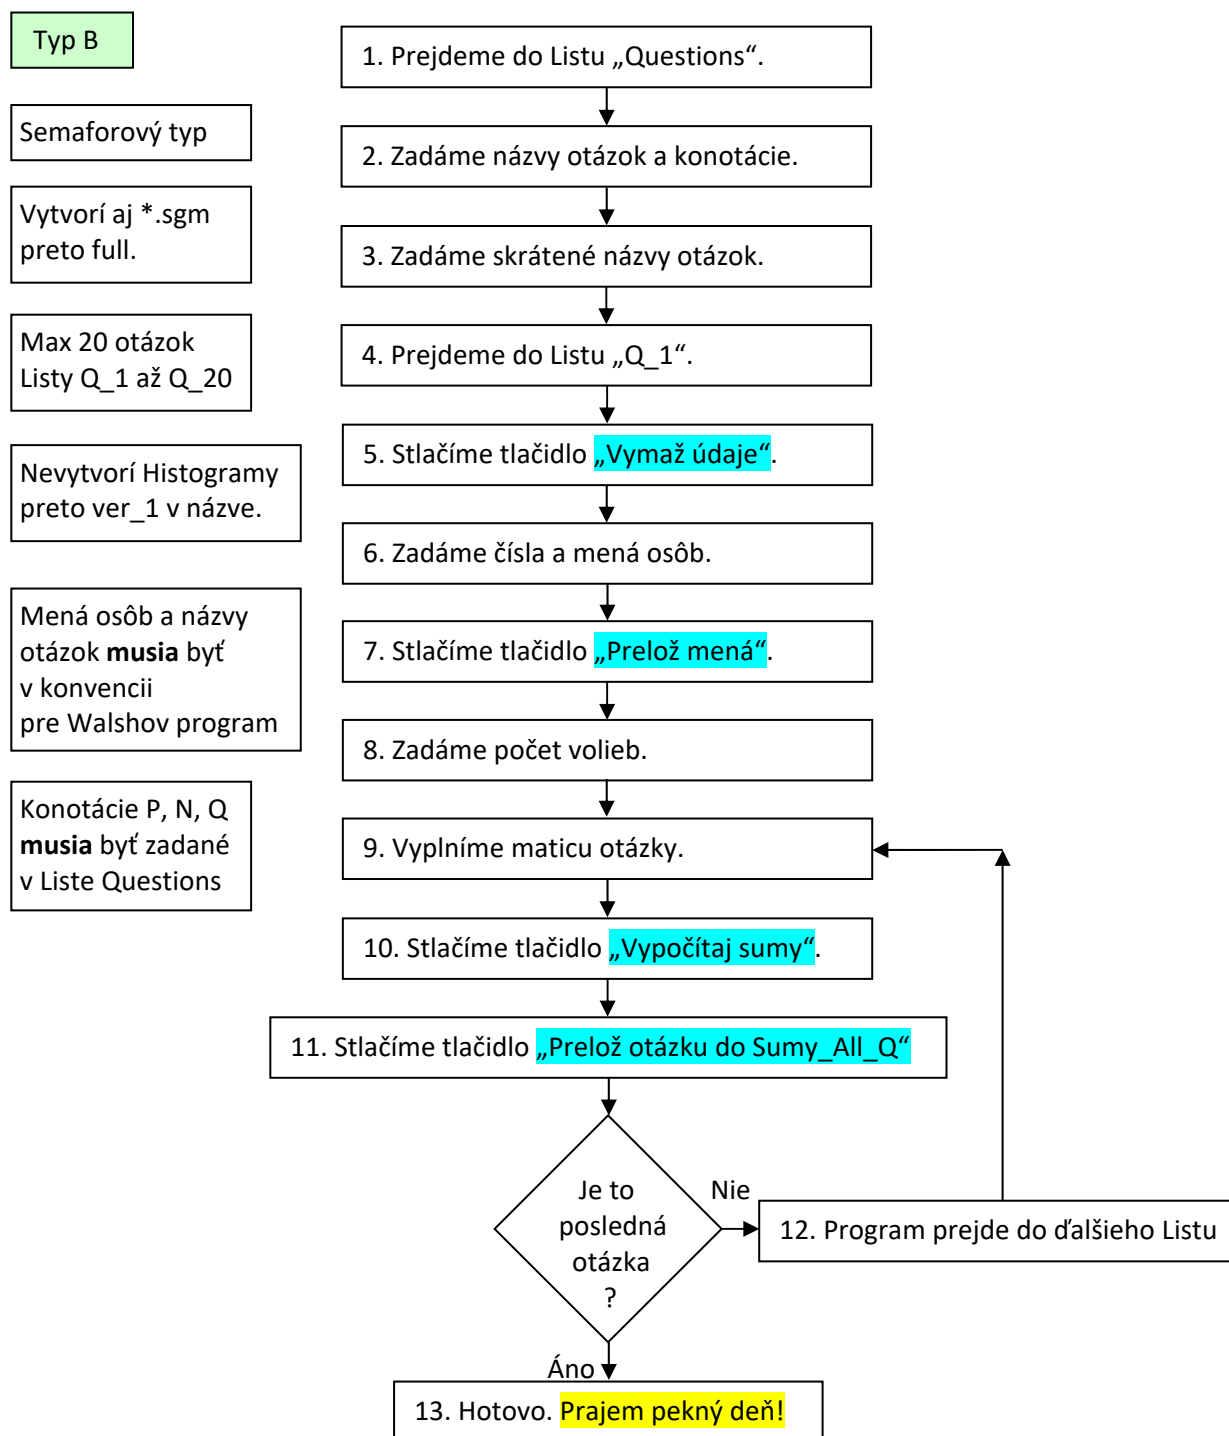 Typ B
Semaforový typ
Vytvorí aj *.sgm
preto full.
Max 20 otázok
Listy Q_1 až Q_20
Nevytvorí Histogramy
preto ver_1 v názve.
Mená osôb a názvy
otázok musia byť
v konvencii
pre Walshov program
Konotácie P, N, Q
musia byť zadané
v Liste Questions
1. Prejdeme do Listu „Questions“.
2. Zadáme názvy otázok a konotácie.
3. Zadáme skrátené názvy otázok.
4. Prejdeme do Listu „Q_1“.
5. Stlačíme tlačidlo „Vymaž údaje“.
6. Zadáme čísla a mená osôb.
7. Stlačíme tlačidlo „Prelož mená“.
8. Zadáme počet volieb.
9. Vyplníme maticu otázky.
10. Stlačíme tlačidlo „Vypočítaj sumy“.
11. Stlačíme tlačidlo „Prelož otázku do Sumy_All_Q“
Je to
posledná
otázka
?
Nie
12. Program prejde do ďalšieho Listu
Áno
13. Hotovo. Prajem pekný deň!